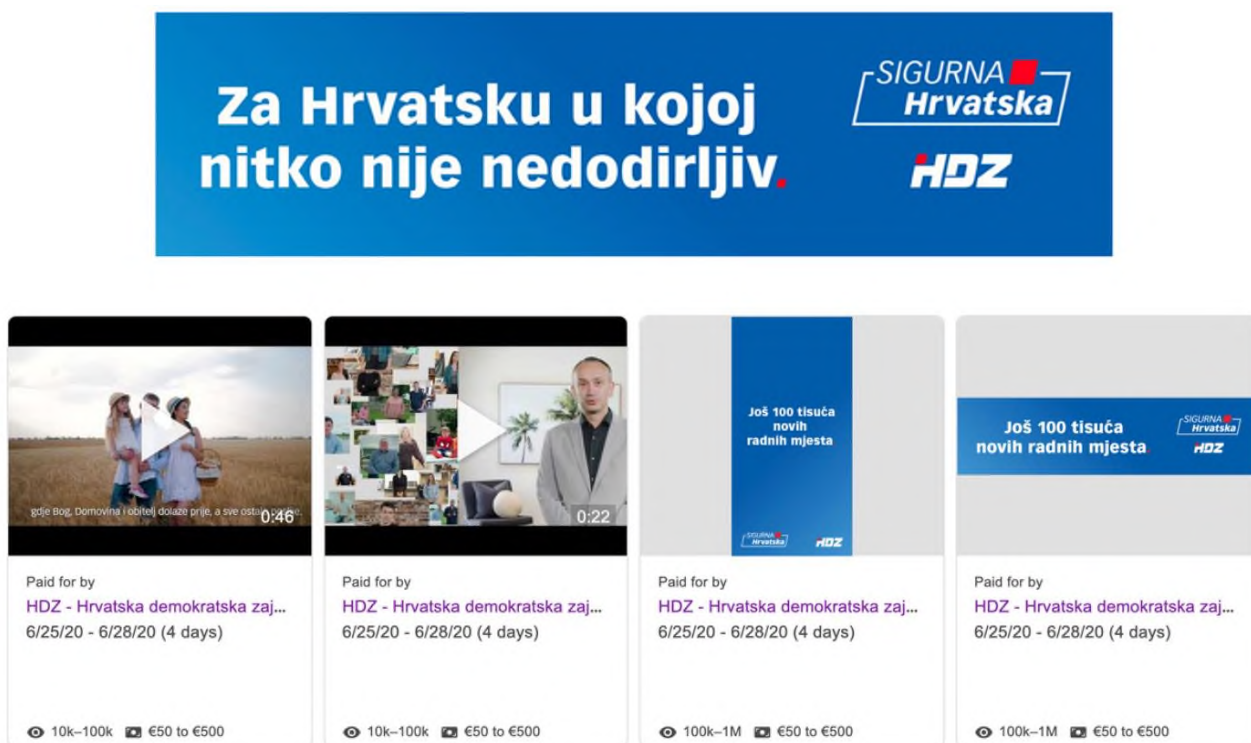 Za Hrvatsku u kojoj
nitko nije nedodirljiv.
SIGURNA
Hrvatska
HDZ
gdje Bog, Domovina i obitelj dolaze prije, a sve ostalo
0:46
0:22
Još 100 tisuća
novih
radnih mjesta
SIGURNA
Hrvatska
HDZ
Još 100 tisuća
novih radnih mjesta.
SIGURNA
Hrvatska
HDZ
Paid for by
HDZ - Hrvatska demokratska zaj...
6/25/20 - 6/28/20 (4 days)
10k–100k €50 to €500
Paid for by
HDZ - Hrvatska demokratska zaj...
6/25/20 - 6/28/20 (4 days)
10k–100k €50 to €500
Paid for by
HDZ - Hrvatska demokratska zaj...
6/25/20 - 6/28/20 (4 days)
100k–1M €50 to €500
Paid for by
HDZ - Hrvatska demokratska zaj...
6/25/20 - 6/28/20 (4 days)
100k–1M €50 to €500